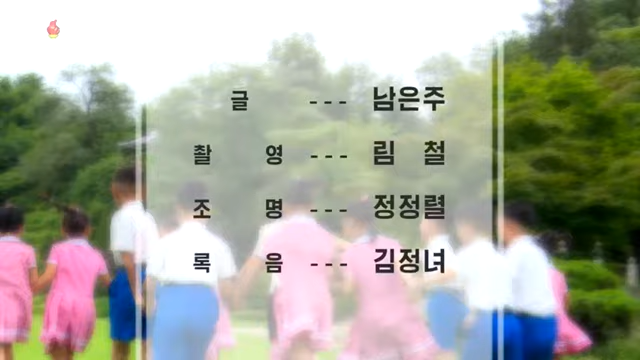 글 --- 남은주
촬 영 --- 림 철
조 명 --- 정정렬
록 음 --- 김정녀